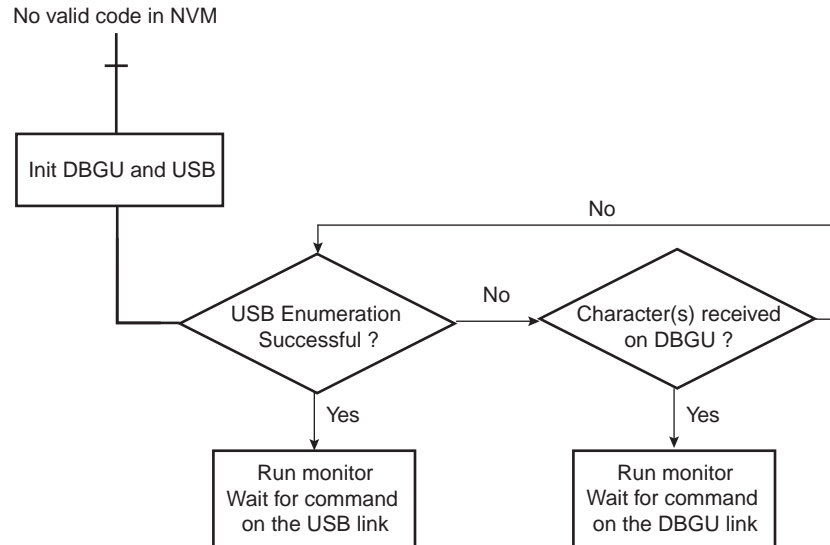 No valid code in NVM
Init DBGU and USB
No
USB Enumeration
Successful ?
No
Character(s) received
on DBGU ?
Yes
Yes
Run monitor
Wait for command
on the USB link
Run monitor
Wait for command
on the DBGU link